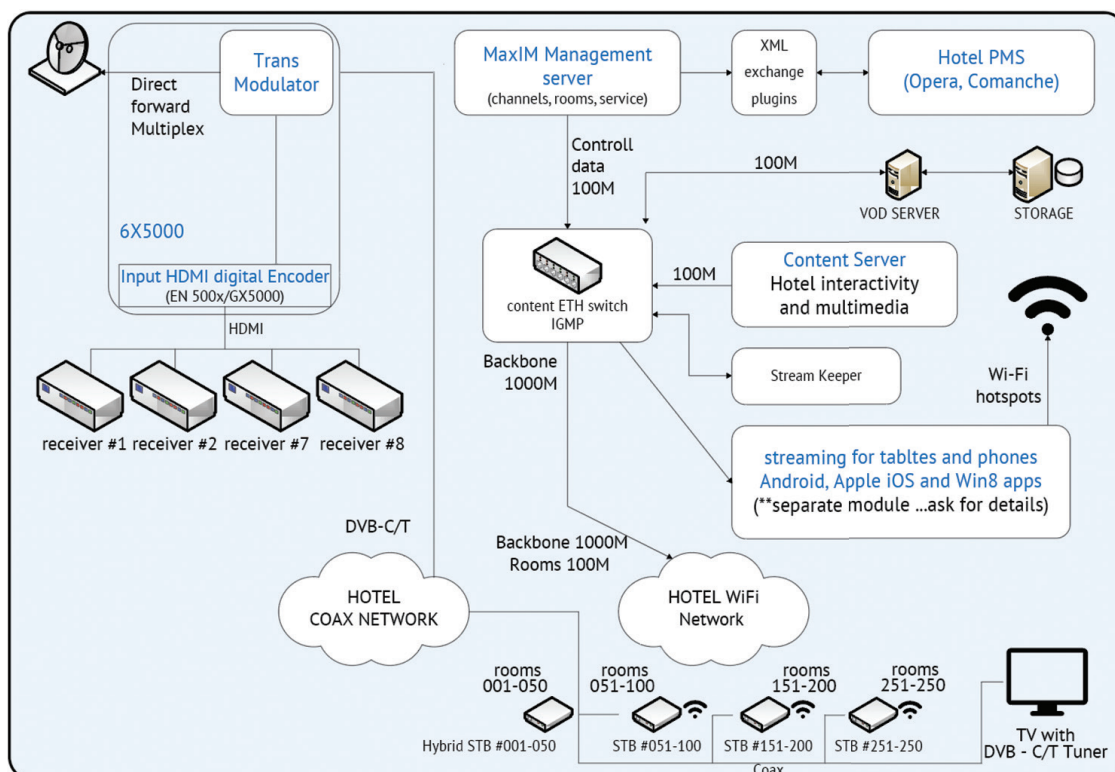 Trans
Modulator
Direct
forward
Multiplex
6X5000
Input HDMI digital Encoder
(EN 500x/GX5000)
HDMI
receiver #1
receiver #2
receiver #7
receiver #8
MaxIM Management
server
(channels, rooms, service)
XML
exchange
plugins
Hotel PMS
(Opera, Comanche)
Controll
data
100M
100M
VOD SERVER
STORAGE
content ETH switch
IGMP
100M
Content Server
Hotel interactivity
and multimedia
Stream Keeper
Backbone
1000M
Wi-Fi
hotspots
streaming for tabltes and phones
Android, Apple iOS and Win8 apps
(**separate module ...ask for details)
DVB-C/T
HOTEL
COAX NETWORK
Backbone 1000M
Rooms 100M
HOTEL WiFi
Network
rooms
001-050
Hybrid STB #001-050
rooms
051-100
STB #051-100
rooms
151-200
STB #151-200
rooms
251-250
STB #251-250
Coax
TV with
DVB - C/T Tuner